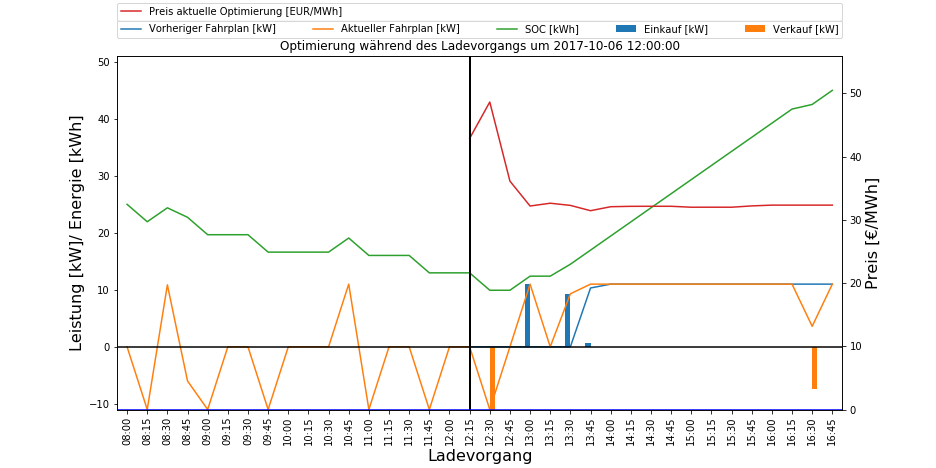 Preis aktuelle Optimierung [EUR/MWh]
Vorheriger Fahrplan [kW] Aktueller Fahrplan [kW] SOC [kWh] Einkauf [kW] Verkauf [kW]
Optimierung während des Ladevorgangs um 2017-10-06 12:00:00
Leistung [kW]/ Energie [kWh]
50
40
30
20
10
0
−10
50
40
30
20
10
0
Preis [€/MWh]
08:00 08:15 08:30 08:45 09:00 09:15 09:30 09:45 10:00 10:15 10:30 10:45 11:00 11:15 11:30 11:45 12:00 12:15 12:30 12:45 13:00 13:15 13:30 13:45 14:00 14:15 14:30 14:45 15:00 15:15 15:30 15:45 16:00 16:15 16:30 16:45
Ladevorgang